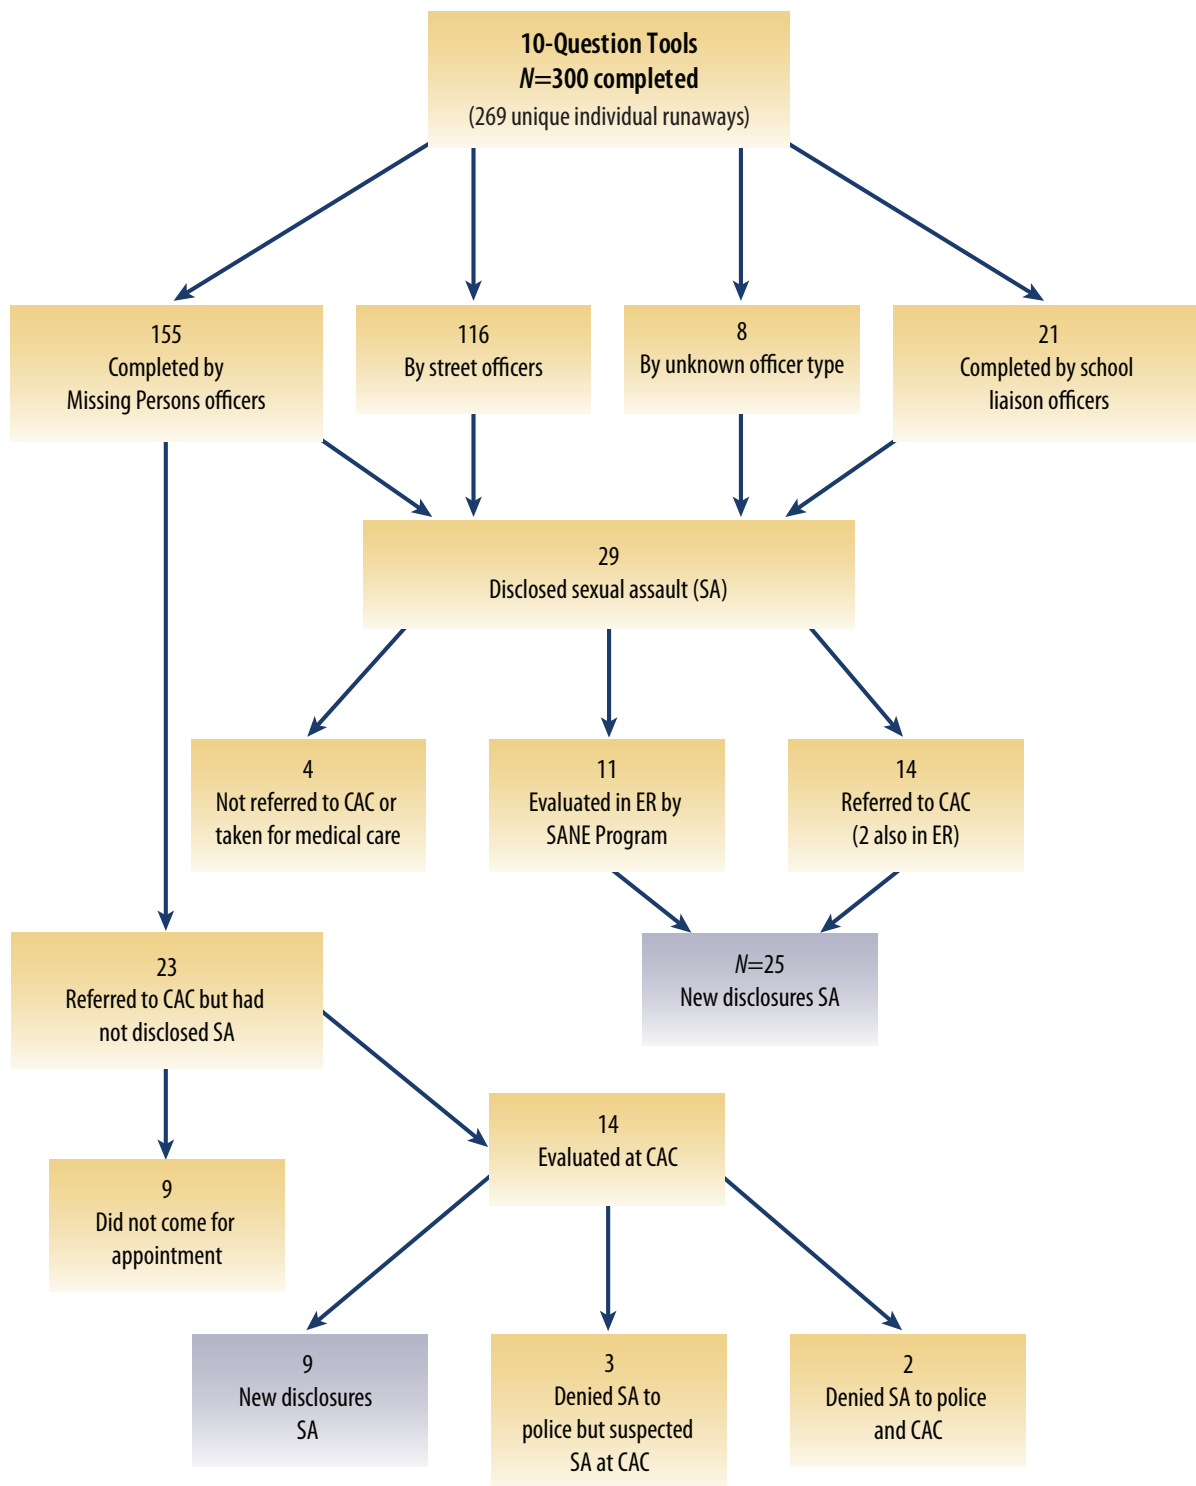 10-Question Tools
N=300 completed
(269 unique individual runaways)
155
Completed by
Missing Persons officers
116
By street officers
8
By unknown officer type
21
Completed by school
liaison officers
29
Disclosed sexual assault (SA)
4
Not referred to CAC or
taken for medical care
11
Evaluated in ER by
SANE Program
14
Referred to CAC
(2 also in ER)
23
Referred to CAC but had
not disclosed SA
N=25
New disclosures SA
14
Evaluated at CAC
9
Did not come for
appointment
9
New disclosures
SA
3
Denied SA to
police but suspected
SA at CAC
2
Denied SA to police
and CAC